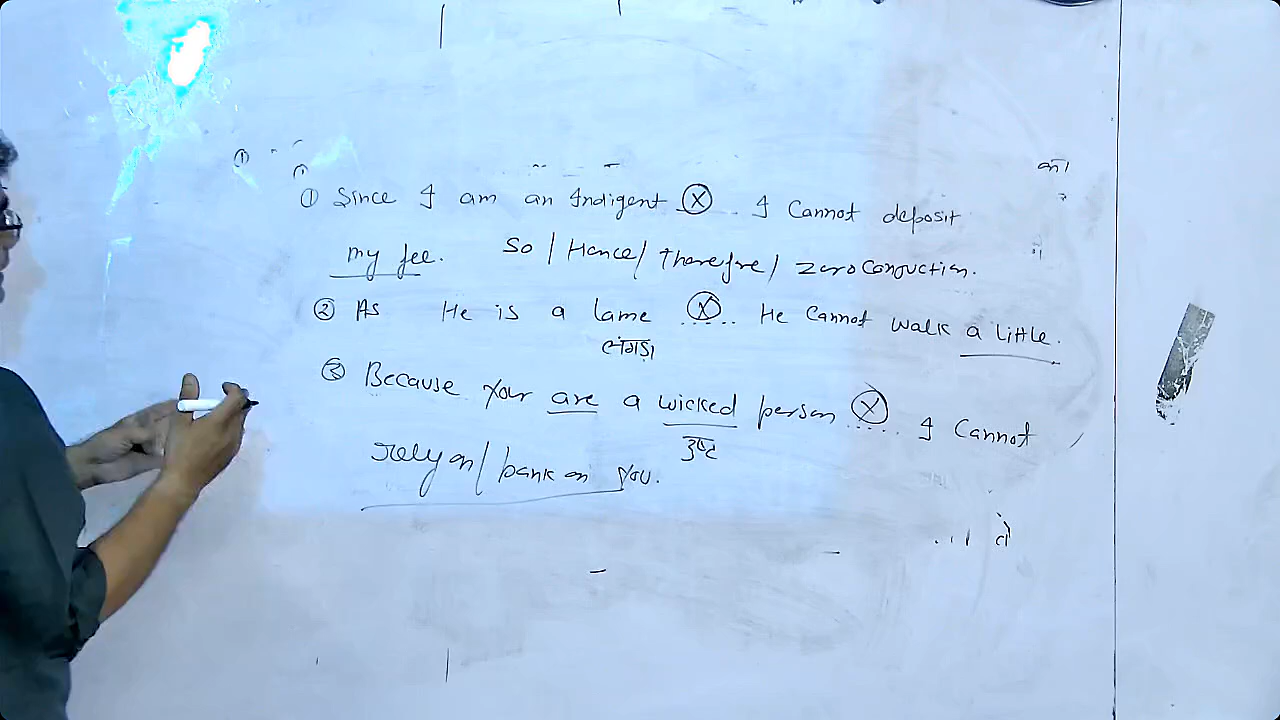 ① Since I am an Indigent ⓧ .. I Cannot deposit
my fee. So / Hence / therefore / zero Conjuction.
② As He is a lame ⓧ ..... He Cannot walk a little.
लंगड़ा
③ Because your are a wicked person ⓧ ..... I Cannot
दुष्ट
rely on / bank on you.